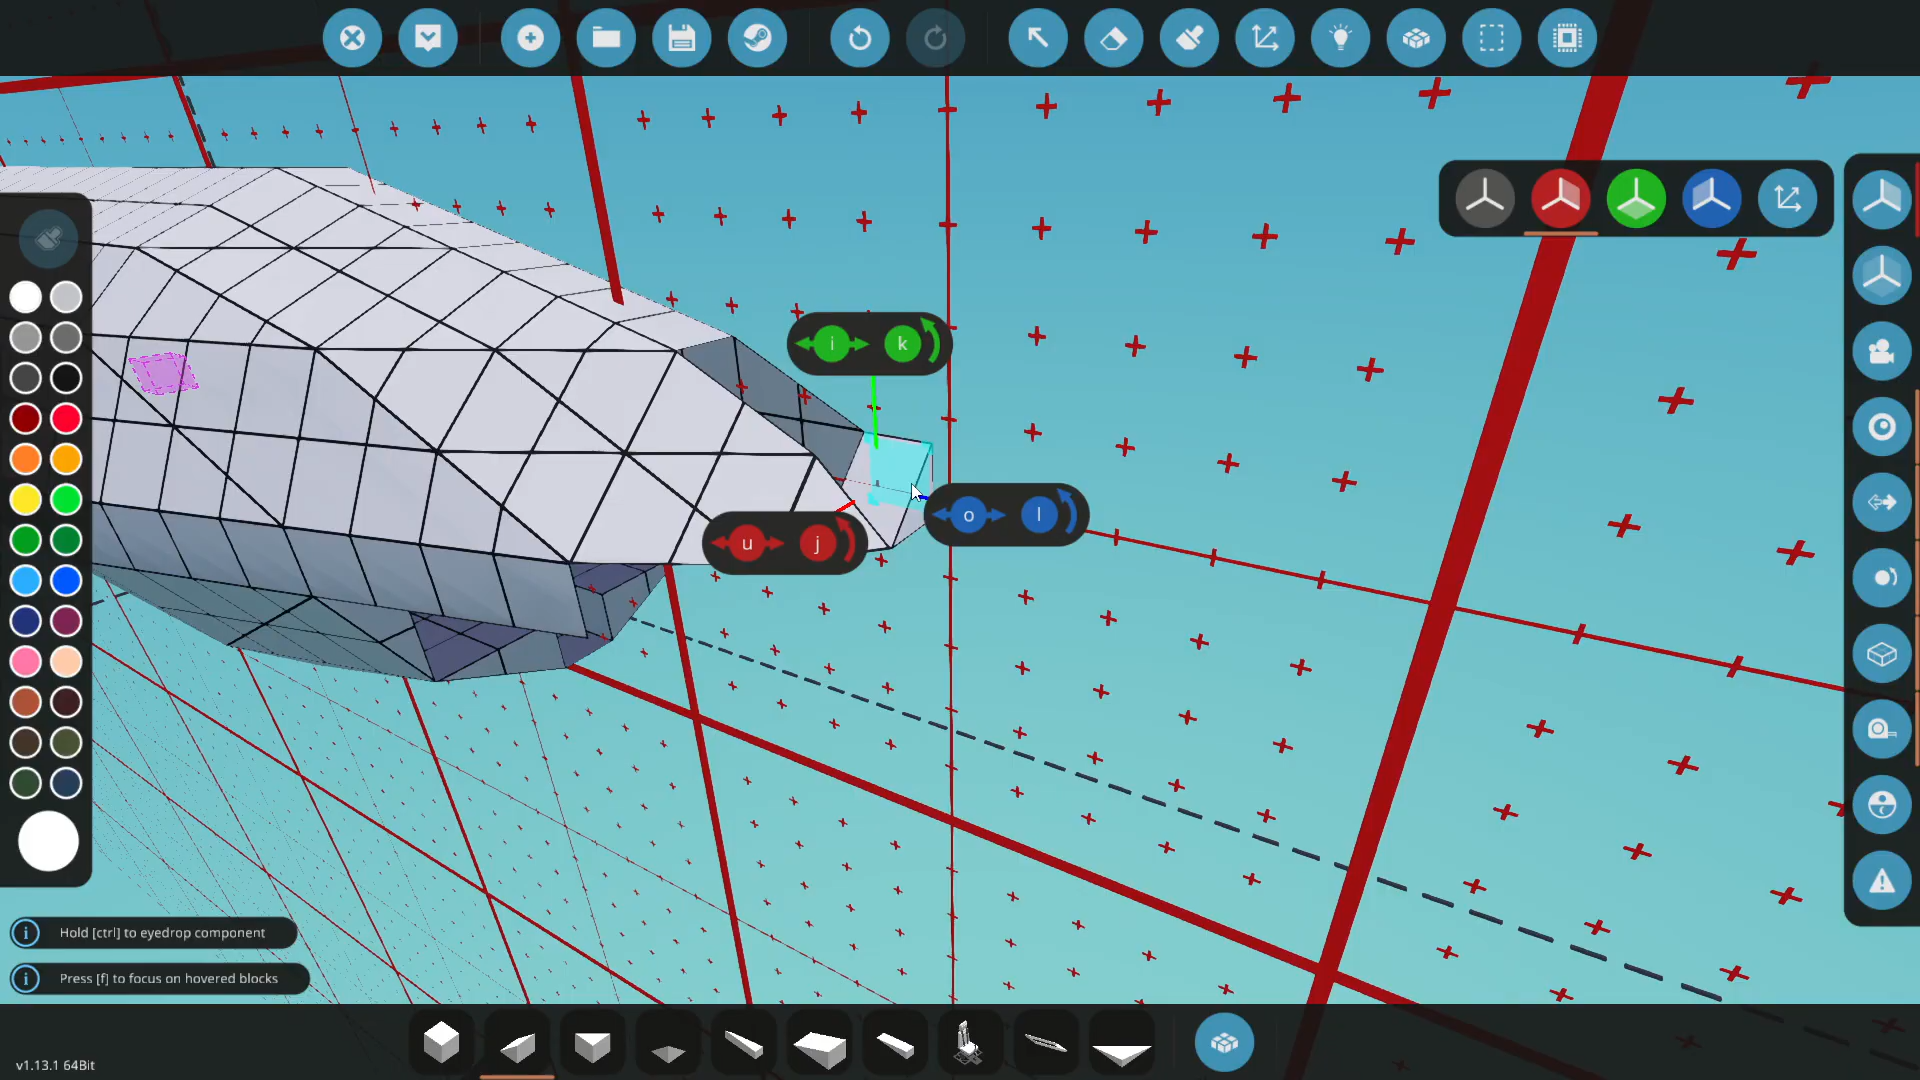 i
k
o
l
u
j
i
Hold [ctrl] to eyedrop component
i
Press [f] to focus on hovered blocks
v1.13.1 64Bit